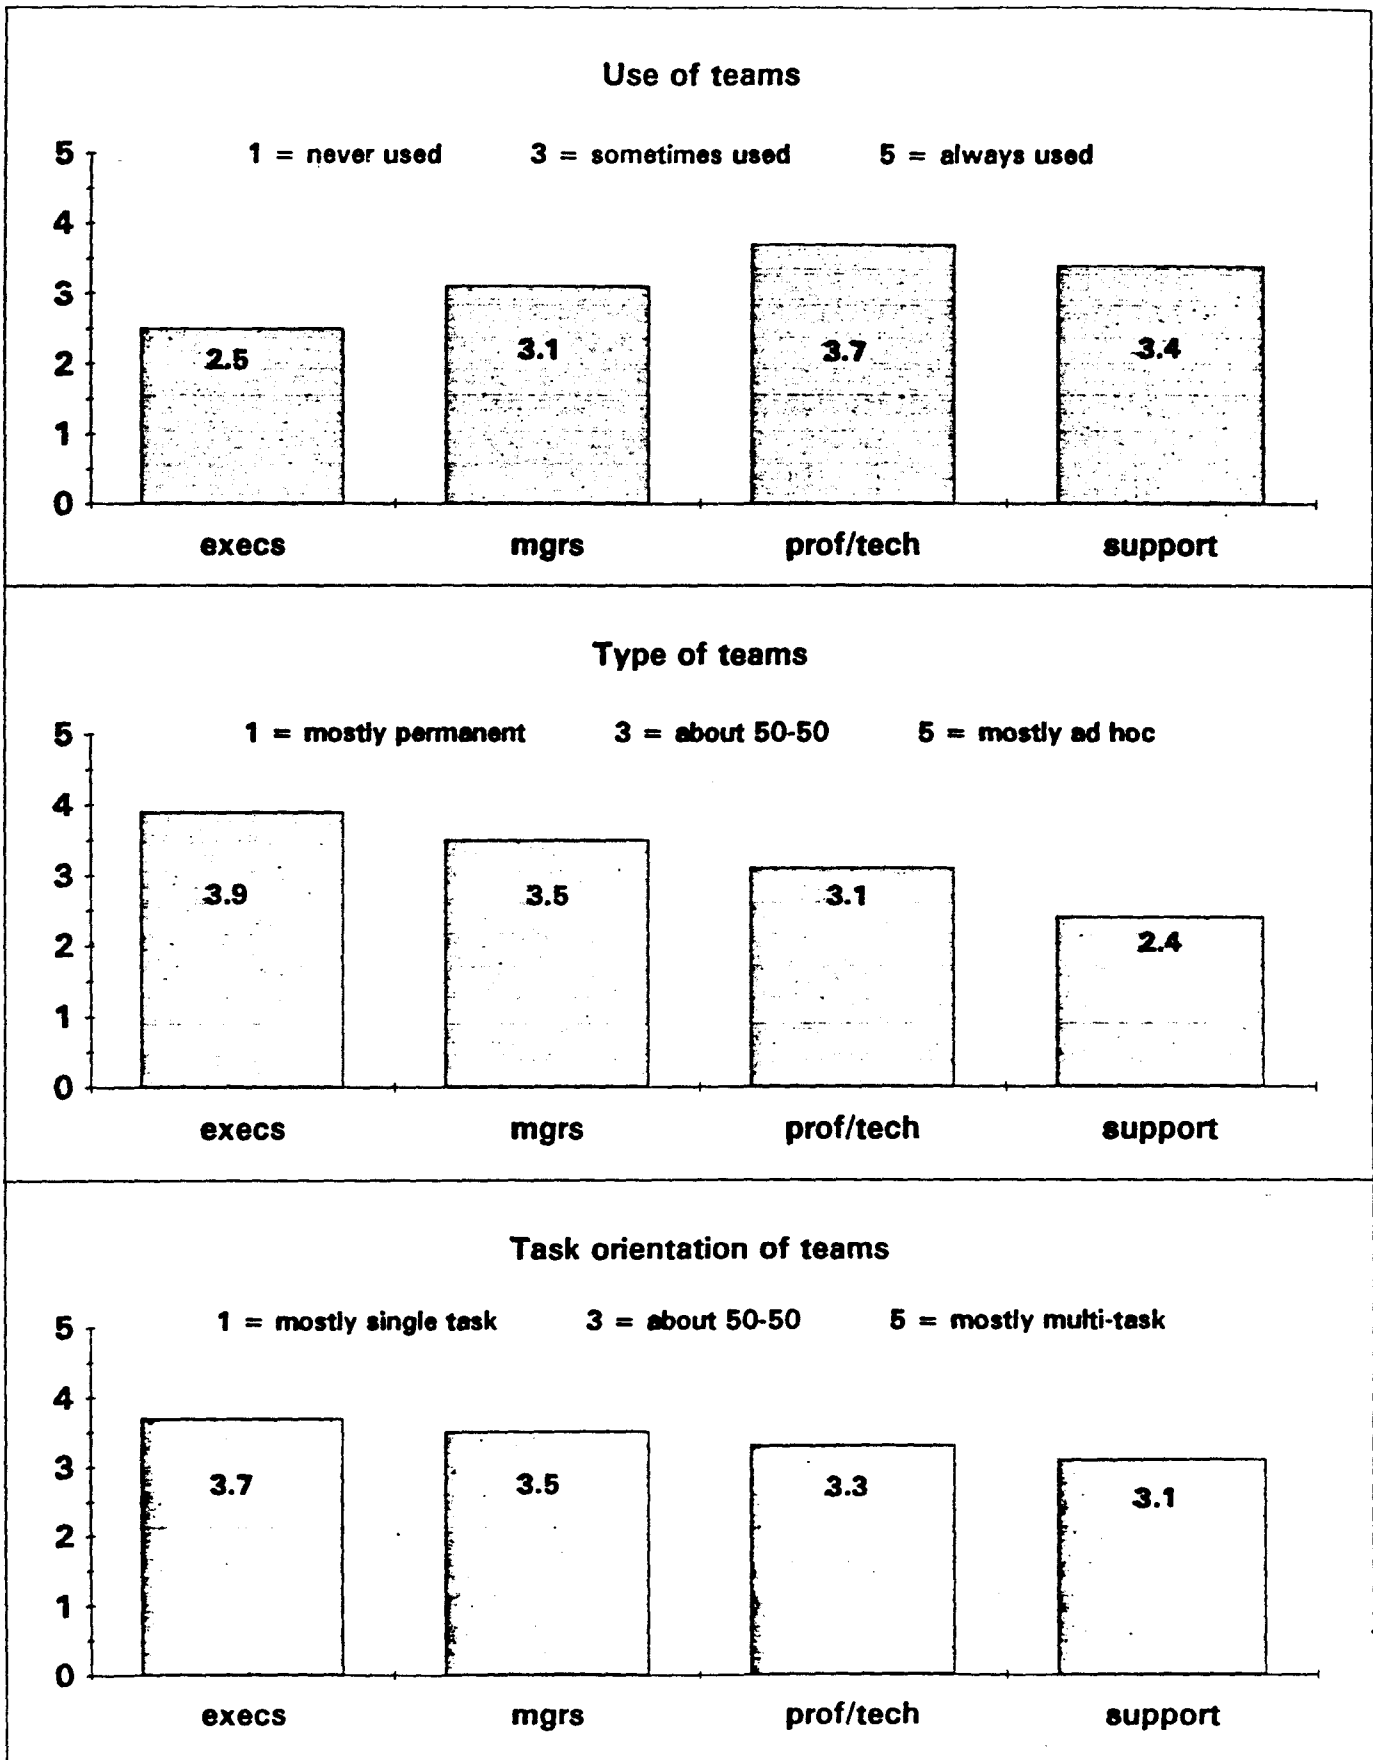 Use of teams
1 = never used 3 = sometimes used 5 = always used
5
4
3
2
1
0
2.5 3.1 3.7 3.4
execs mgrs prof/tech support
Type of teams
1 = mostly permanent 3 = about 50-50 5 = mostly ad hoc
5
4
3
2
1
0
3.9 3.5 3.1 2.4
execs mgrs prof/tech support
Task orientation of teams
1 = mostly single task 3 = about 50-50 5 = mostly multi-task
5
4
3
2
1
0
3.7 3.5 3.3 3.1
execs mgrs prof/tech support